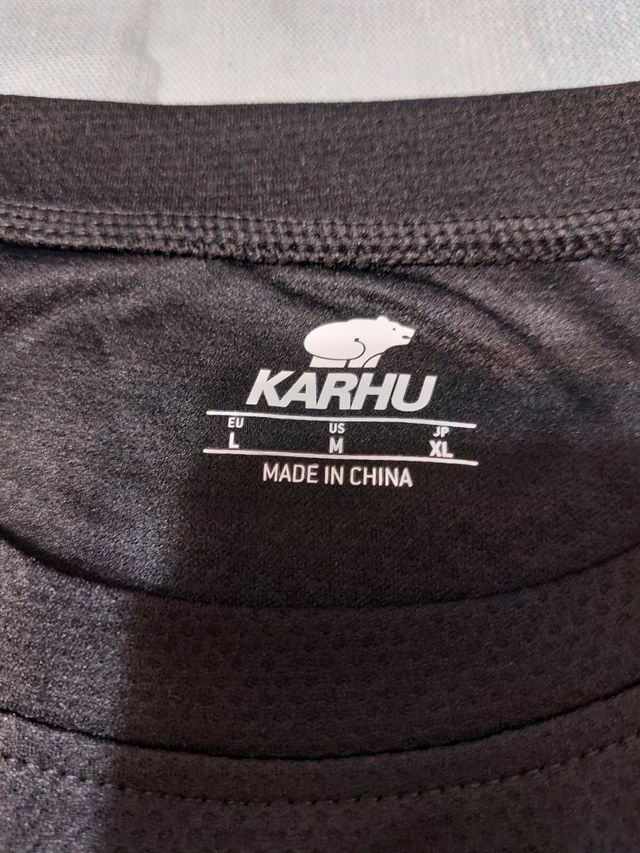 KARHU
EU US JP
L M XL
MADE IN CHINA